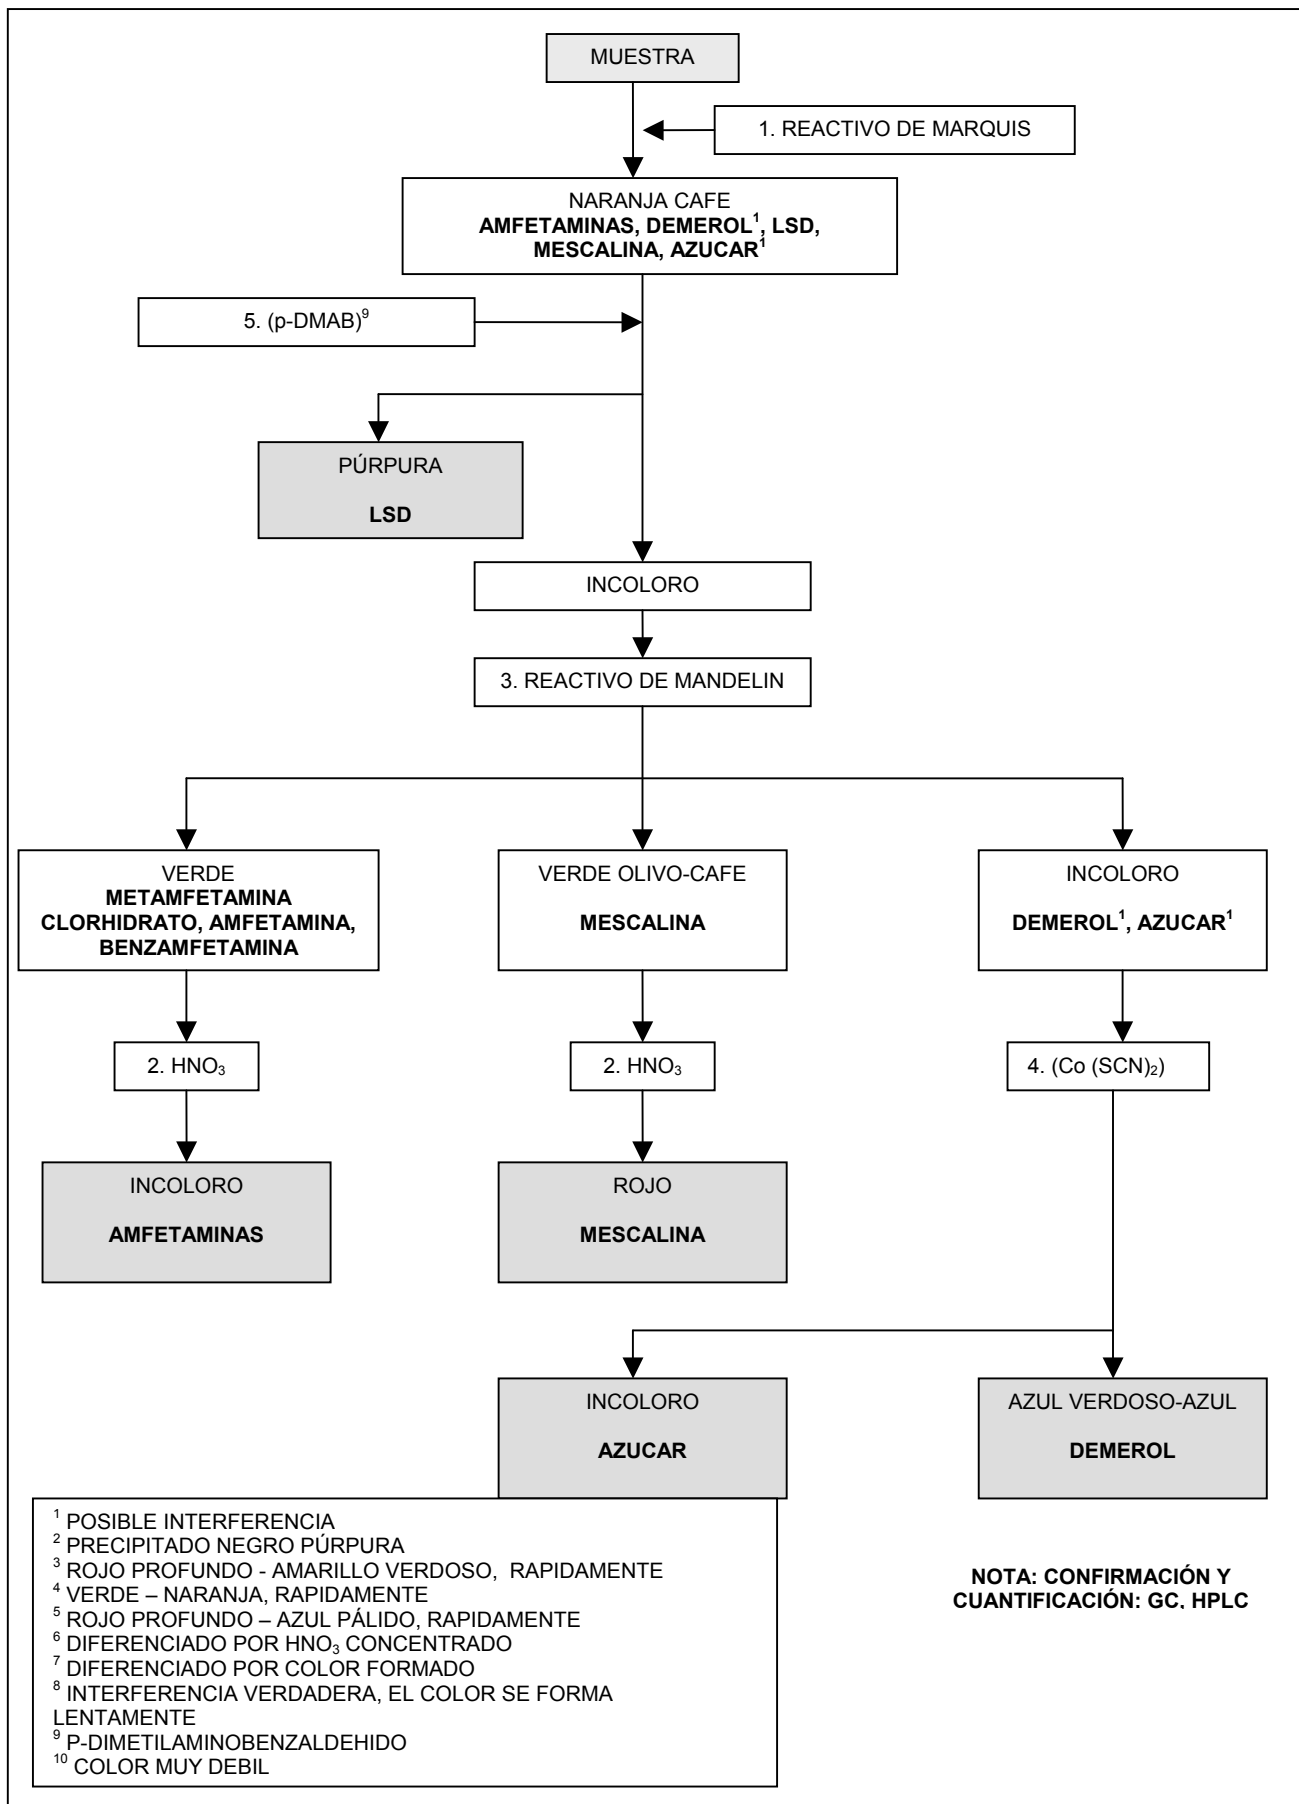 MUESTRA
1. REACTIVO DE MARQUIS
NARANJA CAFE
AMFETAMINAS, DEMEROL¹, LSD,
MESCALINA, AZUCAR¹
5. (p-DMAB)⁹
PÚRPURA
LSD
INCOLORO
3. REACTIVO DE MANDELIN
VERDE
METAMFETAMINA
CLORHIDRATO, AMFETAMINA,
BENZAMFETAMINA
VERDE OLIVO-CAFE
MESCALINA
INCOLORO
DEMEROL¹, AZUCAR¹
2. HNO₃
2. HNO₃
4. (Co (SCN)₂)
INCOLORO
AMFETAMINAS
ROJO
MESCALINA
INCOLORO
AZUCAR
AZUL VERDOSO-AZUL
DEMEROL
¹ POSIBLE INTERFERENCIA
² PRECIPITADO NEGRO PÚRPURA
³ ROJO PROFUNDO - AMARILLO VERDOSO, RAPIDAMENTE
⁴ VERDE – NARANJA, RAPIDAMENTE
⁵ ROJO PROFUNDO – AZUL PÁLIDO, RAPIDAMENTE
⁶ DIFERENCIADO POR HNO₃ CONCENTRADO
⁷ DIFERENCIADO POR COLOR FORMADO
⁸ INTERFERENCIA VERDADERA, EL COLOR SE FORMA
LENTAMENTE
⁹ P-DIMETILAMINOBENZALDEHIDO
¹⁰ COLOR MUY DEBIL
NOTA: CONFIRMACIÓN Y
CUANTIFICACIÓN: GC, HPLC